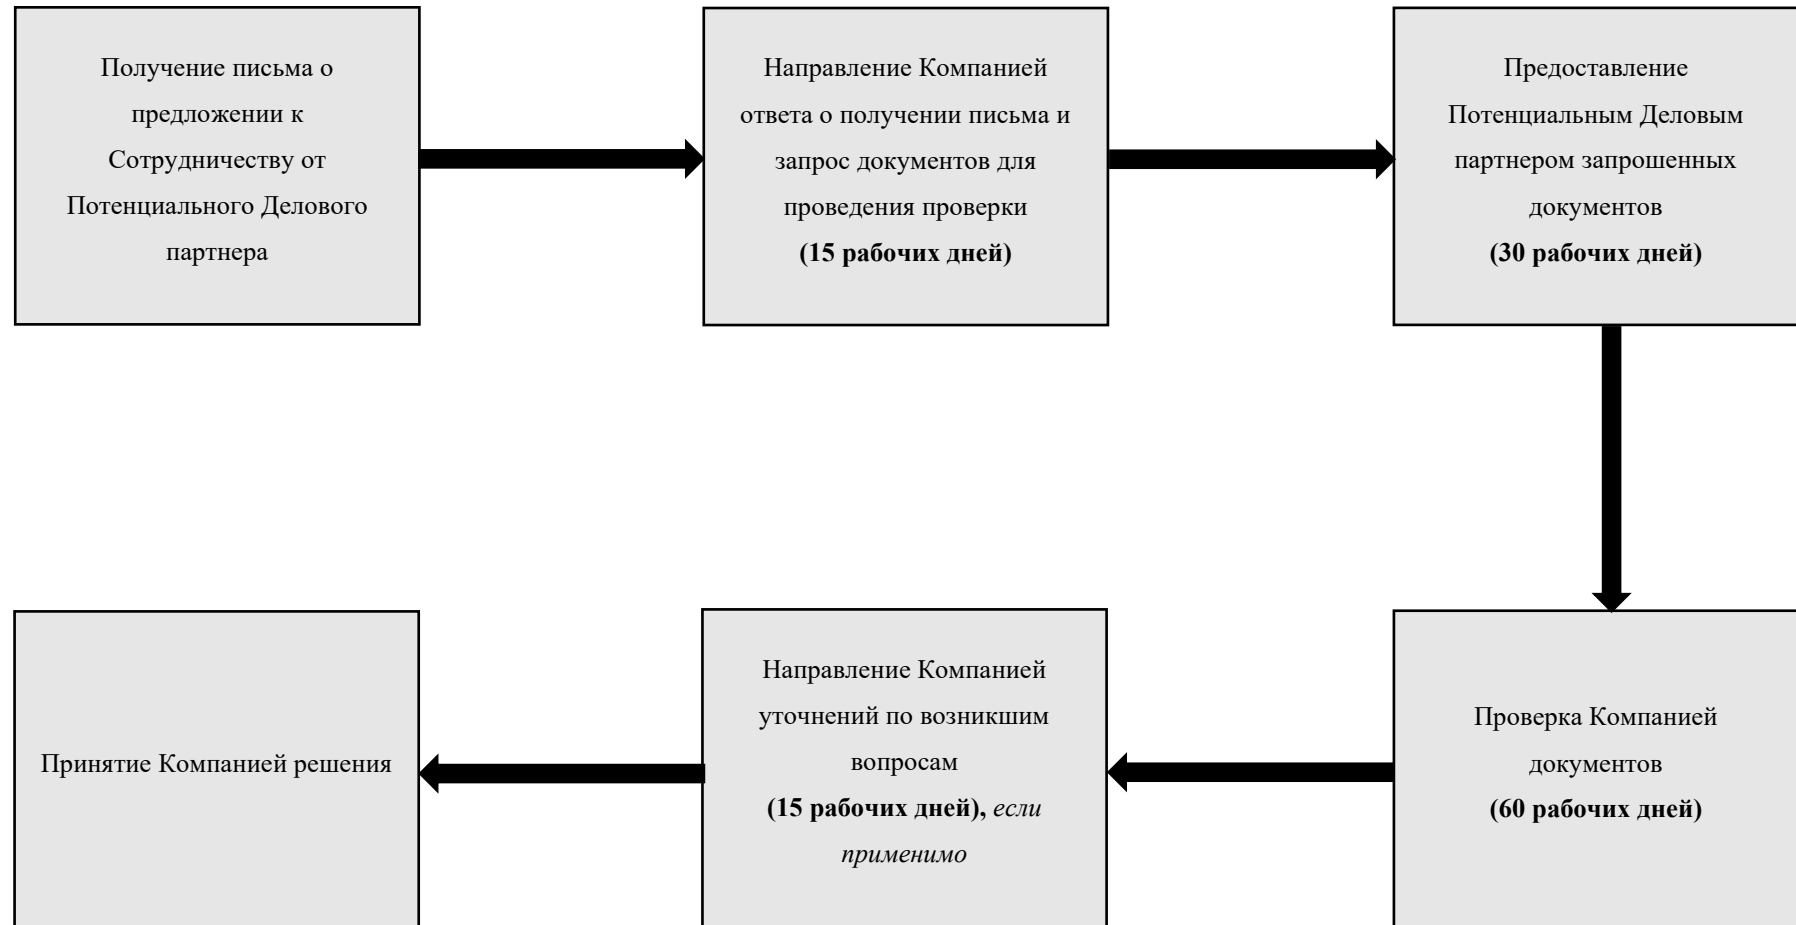 Получение письма о
предложении к
Сотрудничеству от
Потенциального Делового
партнера
Направление Компанией
ответа о получении письма и
запрос документов для
проведения проверки
(15 рабочих дней)
Предоставление
Потенциальным Деловым
партнером запрошенных
документов
(30 рабочих дней)
Проверка Компанией
документов
(60 рабочих дней)
Направление Компанией
уточнений по возникшим
вопросам
(15 рабочих дней), если
применимо
Принятие Компанией решения